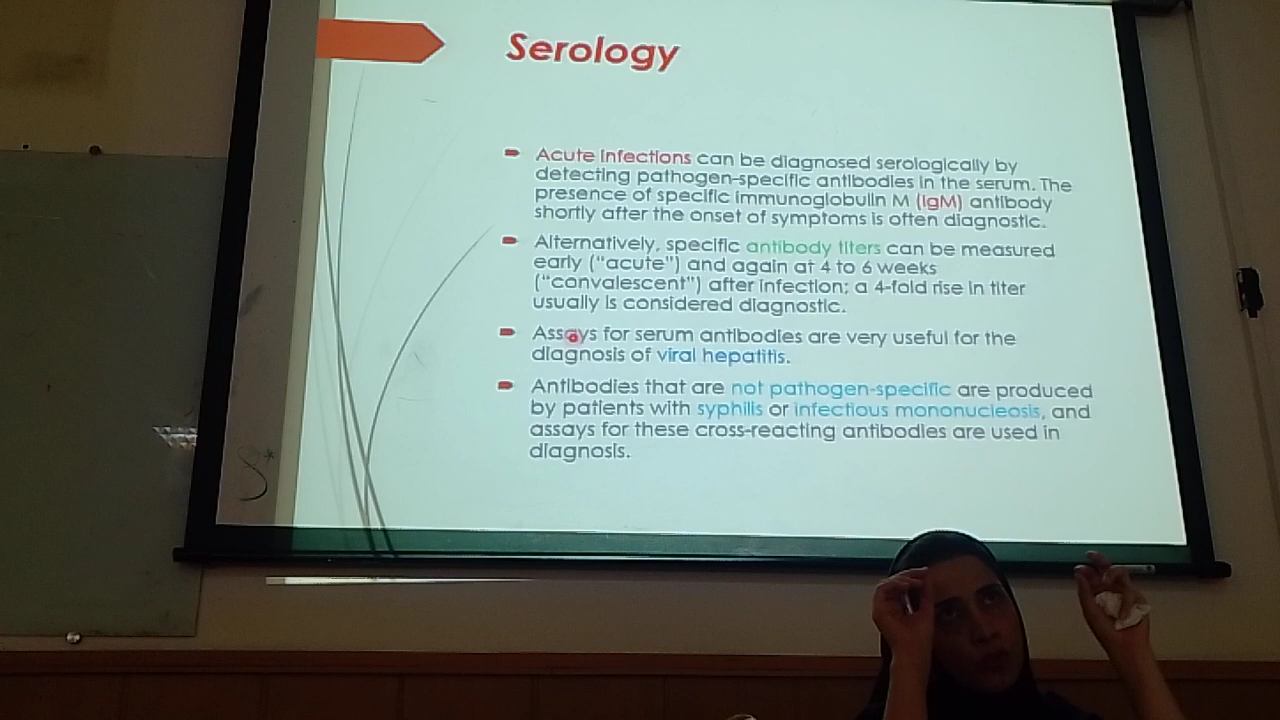 Serology
Acute infections can be diagnosed serologically by
detecting pathogen-specific antibodies in the serum. The
presence of specific immunoglobulin M (IgM) antibody
shortly after the onset of symptoms is often diagnostic.
Alternatively, specific antibody titers can be measured
early ("acute") and again at 4 to 6 weeks
("convalescent") after infection; a 4-fold rise in titer
usually is considered diagnostic.
Assays for serum antibodies are very useful for the
diagnosis of viral hepatitis.
Antibodies that are not pathogen-specific are produced
by patients with syphilis or infectious mononucleosis, and
assays for these cross-reacting antibodies are used in
diagnosis.